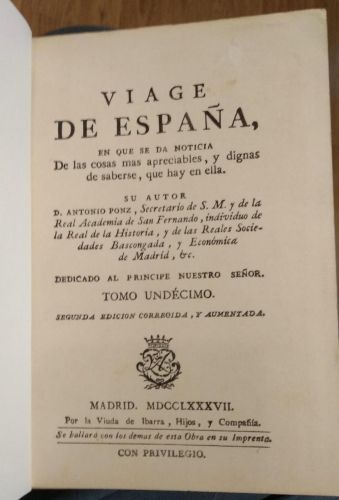 VIAGE
DE ESPAÑA,
EN QUE SE DA NOTICIA
De las cosas mas apreciables, y dignas
de saberse, que hay en ella.
SU AUTOR
D. ANTONIO PONZ, Secretario de S. M. y de la
Real Academia de San Fernando, individuo de
la Real de la Historia, y de las Reales Socie-
dades Bascongada, y Económica
de Madrid, &c.
DEDICADO AL PRINCIPE NUESTRO SEÑOR.
TOMO UNDÉCIMO.
SEGUNDA EDICION CORREGIDA, Y AUMENTADA.
MADRID. MDCCLXXXVII.
Por la Viuda de Ibarra, Hijos, y Compañía.
Se hallará con los demas de esta Obra en su Imprenta.
CON PRIVILEGIO.